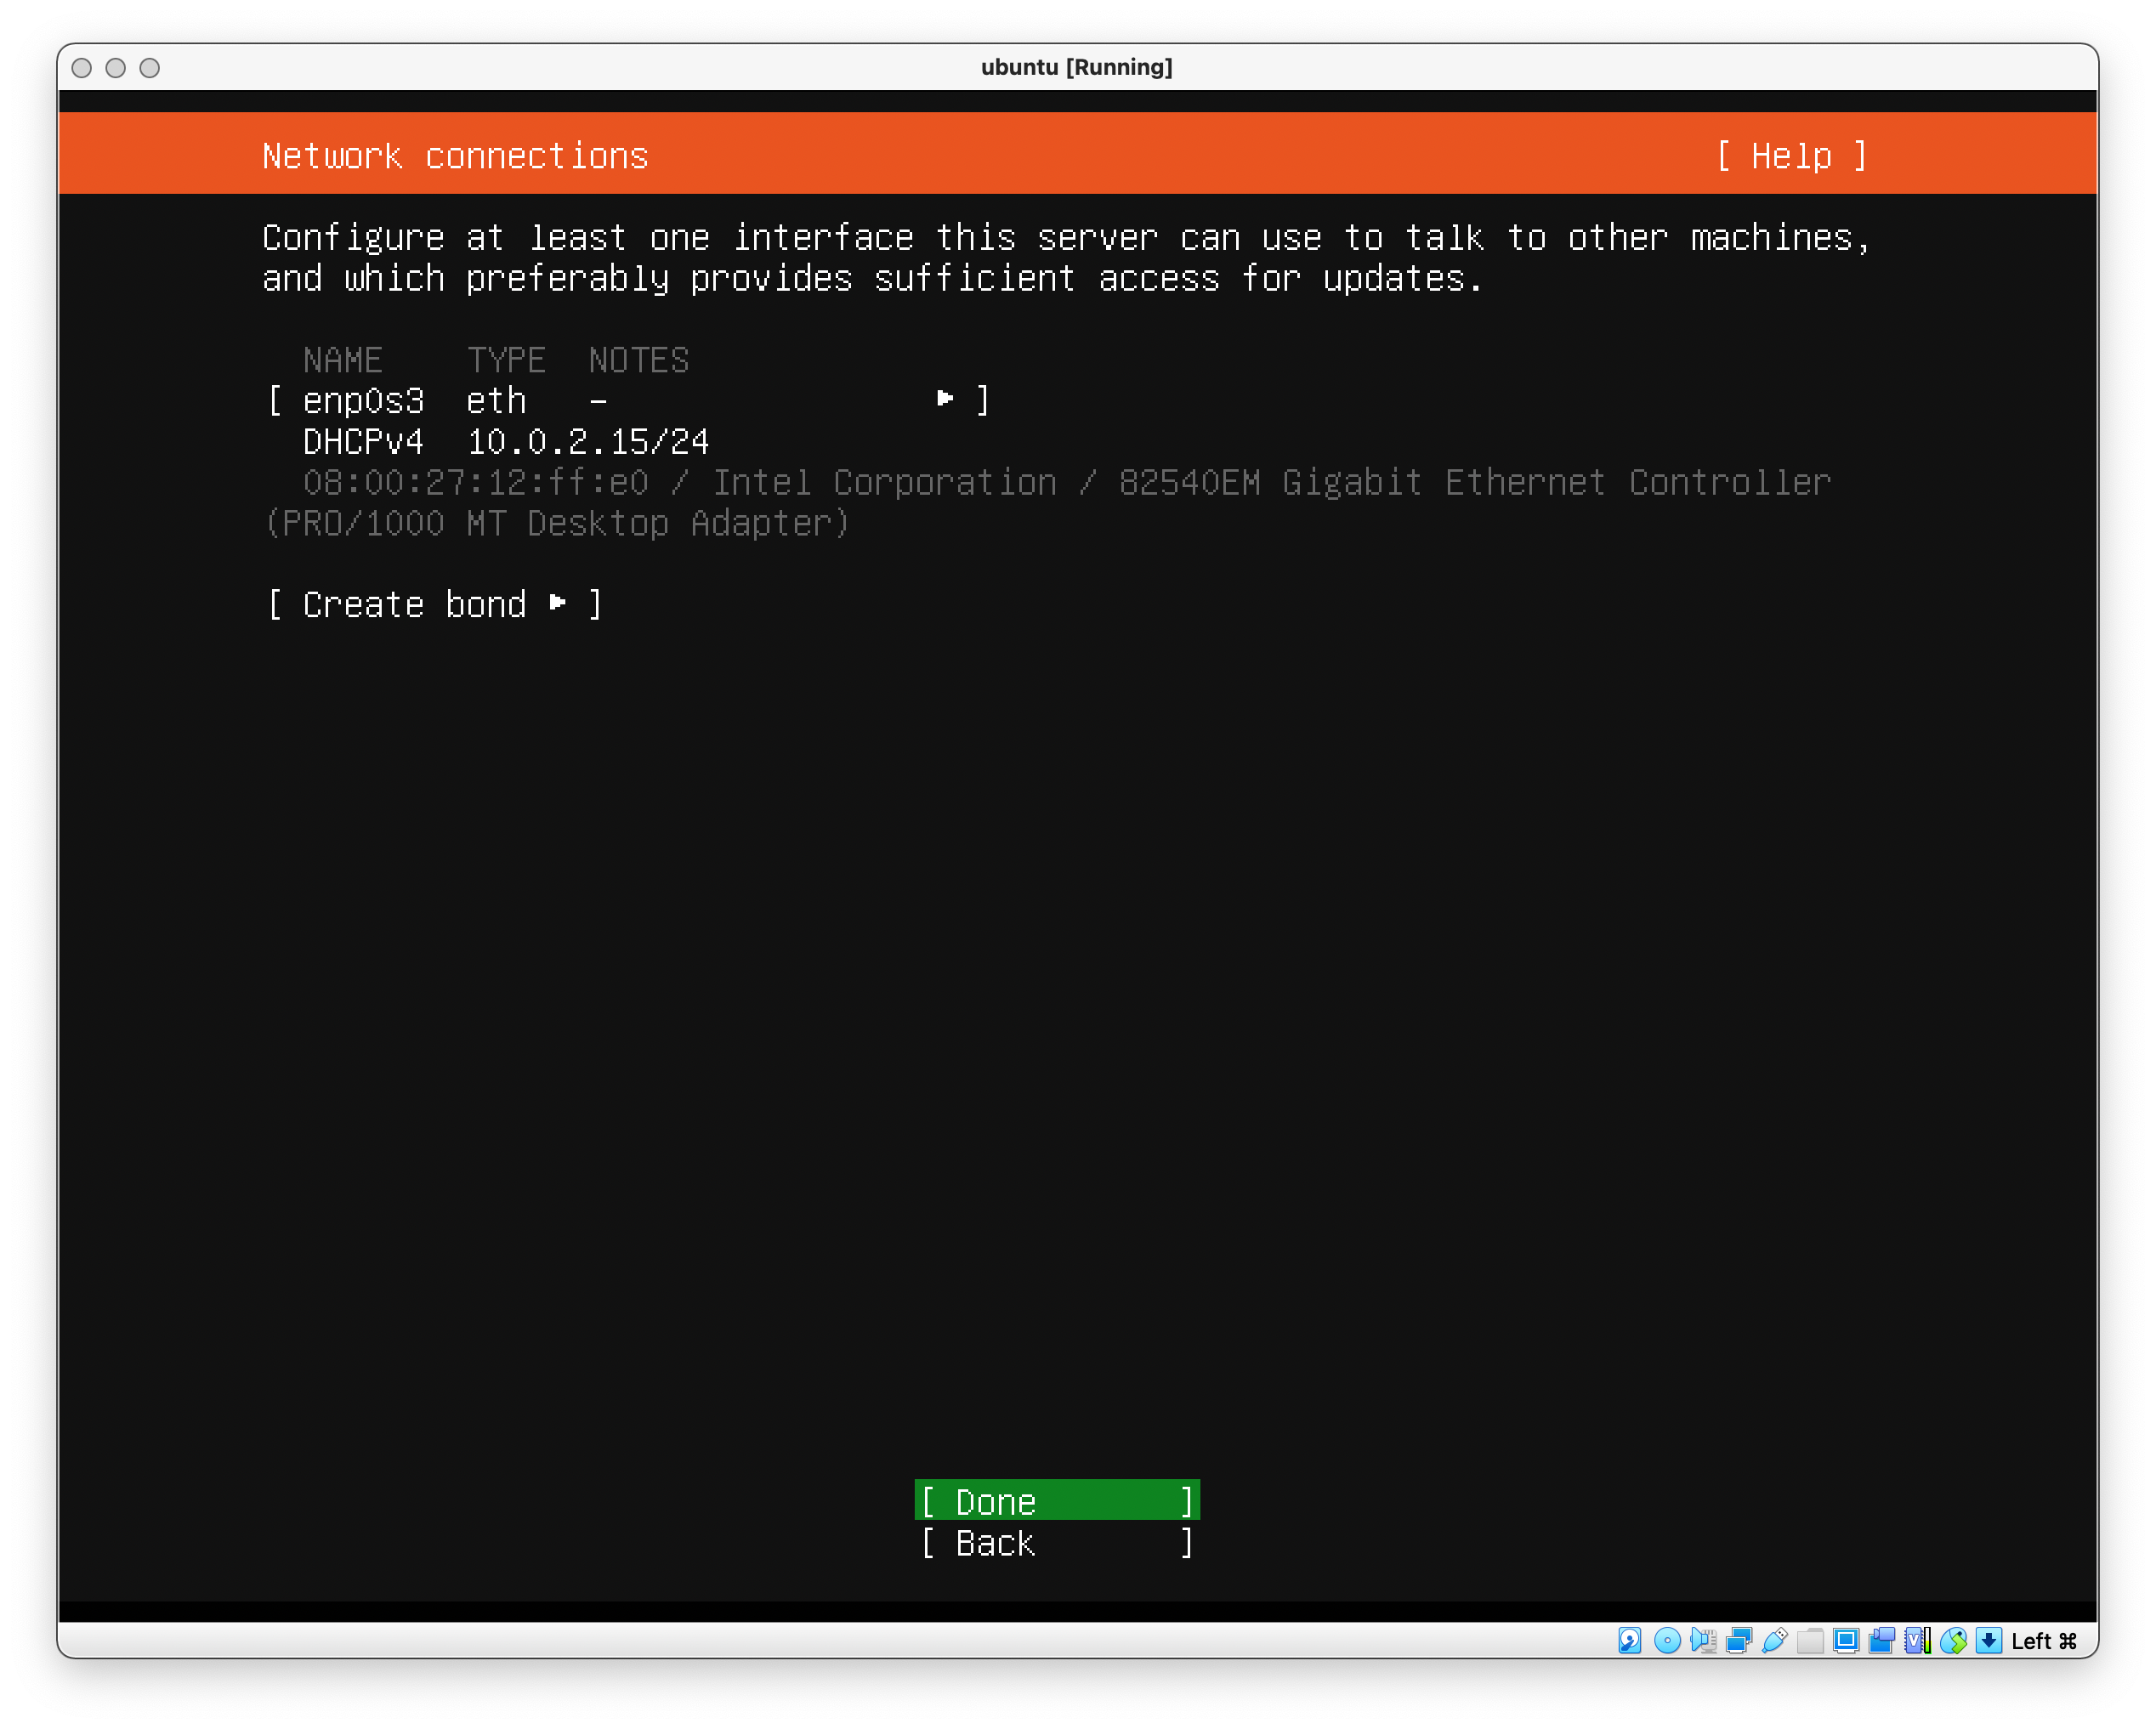 ubuntu [Running]
Network connections [ Help ]
Configure at least one interface this server can use to talk to other machines,
and which preferably provides sufficient access for updates.
NAME TYPE NOTES
[ enp0s3 eth - ▸ ]
DHCPv4 10.0.2.15/24
08:00:27:12:ff:e0 / Intel Corporation / 82540EM Gigabit Ethernet Controller
(PRO/1000 MT Desktop Adapter)
[ Create bond ▸ ]
[ Done ]
[ Back ]
Left ⌘